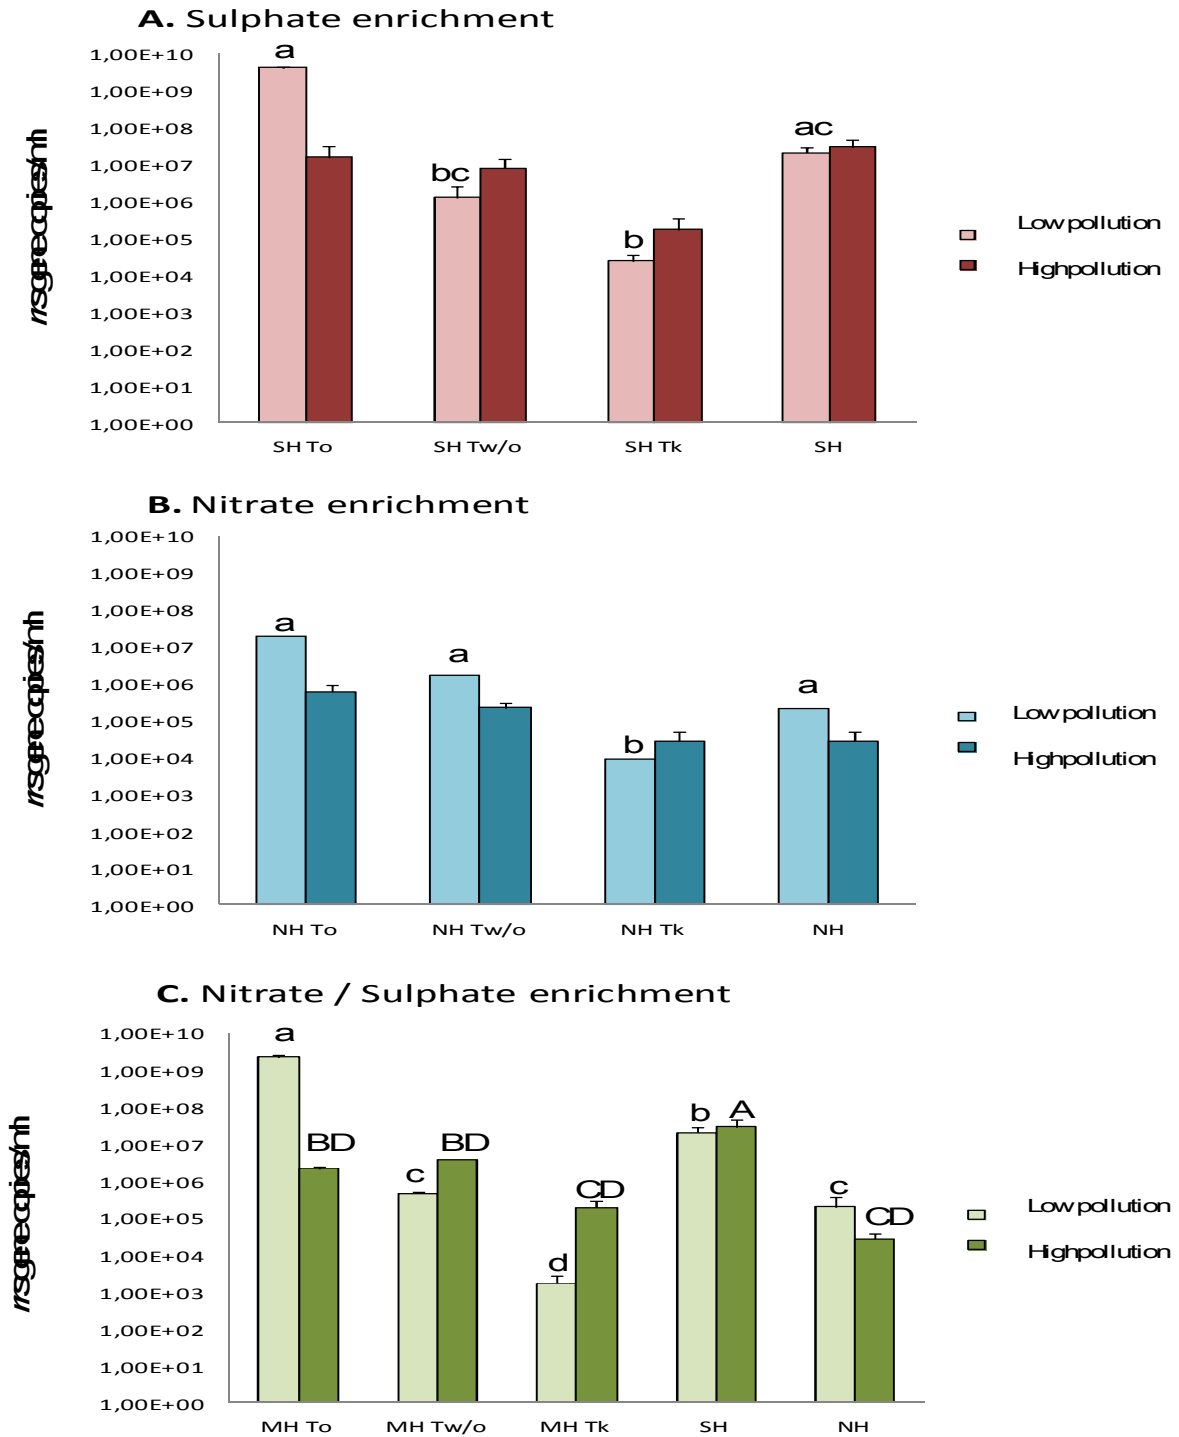 A. Sulphate enrichment
a
1,00E+10
1,00E+09
1,00E+08
1,00E+07
1,00E+06
1,00E+05
1,00E+04
1,00E+03
1,00E+02
1,00E+01
1,00E+00
bc
b
ac
SH To
SH Tw/o
SH Tk
SH
Low pollution
High pollution
B. Nitrate enrichment
1,00E+10
1,00E+09
1,00E+08
1,00E+07
1,00E+06
1,00E+05
1,00E+04
1,00E+03
1,00E+02
1,00E+01
1,00E+00
a
a
b
a
NH To
NH Tw/o
NH Tk
NH
Low pollution
High pollution
C. Nitrate / Sulphate enrichment
1,00E+10
1,00E+09
1,00E+08
1,00E+07
1,00E+06
1,00E+05
1,00E+04
1,00E+03
1,00E+02
1,00E+01
1,00E+00
a
BD
c
BD
d
CD
b
A
c
CD
MH To
MH Tw/o
MH Tk
SH
NH
Low pollution
High pollution